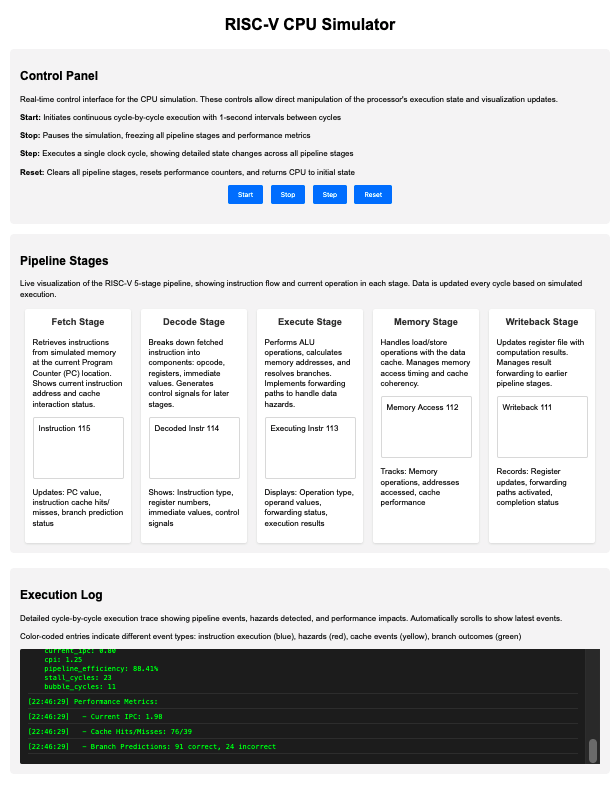 RISC-V CPU Simulator
Control Panel
Real-time control interface for the CPU simulation. These controls allow direct manipulation of the processor's execution state and visualization updates.
Start: Initiates continuous cycle-by-cycle execution with 1-second intervals between cycles
Stop: Pauses the simulation, freezing all pipeline stages and performance metrics
Step: Executes a single clock cycle, showing detailed state changes across all pipeline stages
Reset: Clears all pipeline stages, resets performance counters, and returns CPU to initial state
Start Stop Step Reset
Pipeline Stages
Live visualization of the RISC-V 5-stage pipeline, showing instruction flow and current operation in each stage. Data is updated every cycle based on simulated
execution.
Fetch Stage
Retrieves instructions
from simulated memory
at the current Program
Counter (PC) location.
Shows current instruction
address and cache
interaction status.
Instruction 115
Updates: PC value,
instruction cache hits/
misses, branch prediction
status
Decode Stage
Breaks down fetched
instruction into
components: opcode,
registers, immediate
values. Generates
control signals for later
stages.
Decoded Instr 114
Shows: Instruction type,
register numbers,
immediate values, control
signals
Execute Stage
Performs ALU
operations, calculates
memory addresses, and
resolves branches.
Implements forwarding
paths to handle data
hazards.
Executing Instr 113
Displays: Operation type,
operand values,
forwarding status,
execution results
Memory Stage
Handles load/store
operations with the data
cache. Manages memory
access timing and cache
coherency.
Memory Access 112
Tracks: Memory
operations, addresses
accessed, cache
performance
Writeback Stage
Updates register file with
computation results.
Manages result
forwarding to earlier
pipeline stages.
Writeback 111
Records: Register
updates, forwarding
paths activated,
completion status
Execution Log
Detailed cycle-by-cycle execution trace showing pipeline events, hazards detected, and performance impacts. Automatically scrolls to show latest events.
Color-coded entries indicate different event types: instruction execution (blue), hazards (red), cache events (yellow), branch outcomes (green)
current_ipc: 0.80
cpi: 1.25
pipeline_efficiency: 88.41%
stall_cycles: 23
bubble_cycles: 11
[22:46:29] Performance Metrics:
[22:46:29] - Current IPC: 1.98
[22:46:29] - Cache Hits/Misses: 76/39
[22:46:29] - Branch Predictions: 91 correct, 24 incorrect